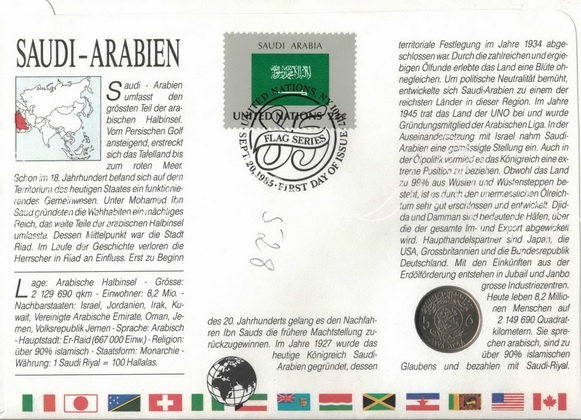 SAUDI-ARABIEN
Saudi - Arabien
umfasst den
grössten Teil der ara-
bischen Halbinsel.
Vom Persischen Golf
ansteigend, erstreckt
sich das Tafelland bis
zum roten Meer.
Schon im 18. Jahrhundert befand sich auf dem
Territorium des heutigen Staates ein funktionie-
rendes Gemeinwesen. Unter Mohamed Ibn
Saud gründeten die Wahhabiten ein mächtiges
Reich, das weite Teile der arabischen Halbinsel
umfasste. Dessen Mittelpunkt war die Stadt
Riad. Im Laufe der Geschichte verloren die
Herrscher in Riad an Einfluss. Erst zu Beginn
Lage: Arabische Halbinsel - Grösse:
2 129 690 qkm - Einwohner: 8,2 Mio. -
Nachbarstaaten: Israel, Jordanien, Irak, Ku-
wait, Vereinigte Arabische Emirate, Oman, Je-
men, Volksrepublik Jemen - Sprache: Arabisch
- Hauptstadt: Er-Raid (667 000 Einw.) - Religion:
über 90% islamisch - Staatsform: Monarchie -
Währung: 1 Saudi Riyal = 100 Hallalas.
SAUDI ARABIA
UNITED NATIONS 22c
UNITED NATIONS, NY 10017
FLAG SERIES
SEPT. 20, 1985 · FIRST DAY OF ISSUE
528
des 20. Jahrhunderts gelang es den Nachfah-
ren Ibn Sauds die frühere Machtstellung zu-
rückzugewinnen. Im Jahre 1927 wurde das
heutige Königreich Saudi-
Arabien gegründet, dessen
territoriale Festlegung im Jahre 1934 abge-
schlossen war. Durch die zahlreichen und ergie-
bigen Ölfunde erlebte das Land eine Blüte oh-
negleichen. Um politische Neutralität bemüht,
entwickelte sich Saudi-Arabien zu einem der
reichsten Länder in dieser Region. Im Jahre
1945 trat das Land der UNO bei und wurde
Gründungsmitglied der Arabischen Liga. In der
Auseinandersetzung mit Israel nahm Saudi-
Arabien eine gemässigte Stellung ein. Auch in
der Ölpolitik vermied es das Königreich eine ex-
treme Position zu beziehen. Obwohl das Land
zu 99% aus Wüsten und Wüstensteppen be-
steht, ist es durch den unermesslichen Ölreich-
tum sehr gut erschlossen und entwickelt. Djid-
da und Damman sind bedeutende Häfen, über
die der gesamte Im- und Export abgewickelt
wird. Haupthandelspartner sind Japan, die
USA, Grossbritannien und die Bundesrepublik
Deutschland. Mit den Einkünften aus der
Erdölförderung entstehen in Jubail und Janbo
grosse Industriezentren.
Heute leben 8,2 Millio-
nen Menschen auf
2 149 690 Quadrat-
kilometern. Sie spre-
chen arabisch, sind zu
über 90% islamischen
Glaubens und bezahlen mit Saudi-Riyal.